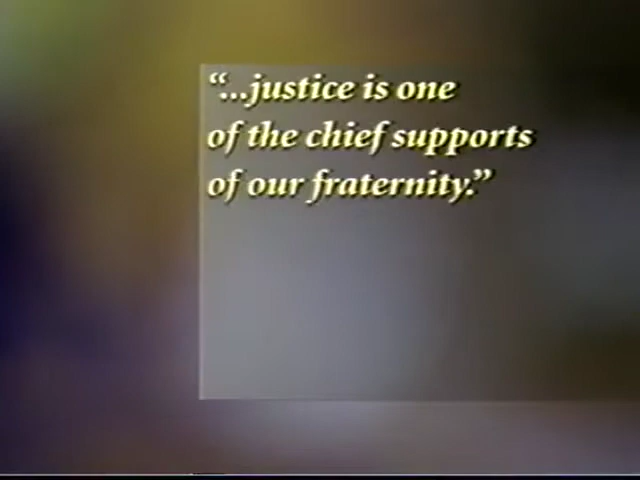 “...justice is one
of the chief supports
of our fraternity.”